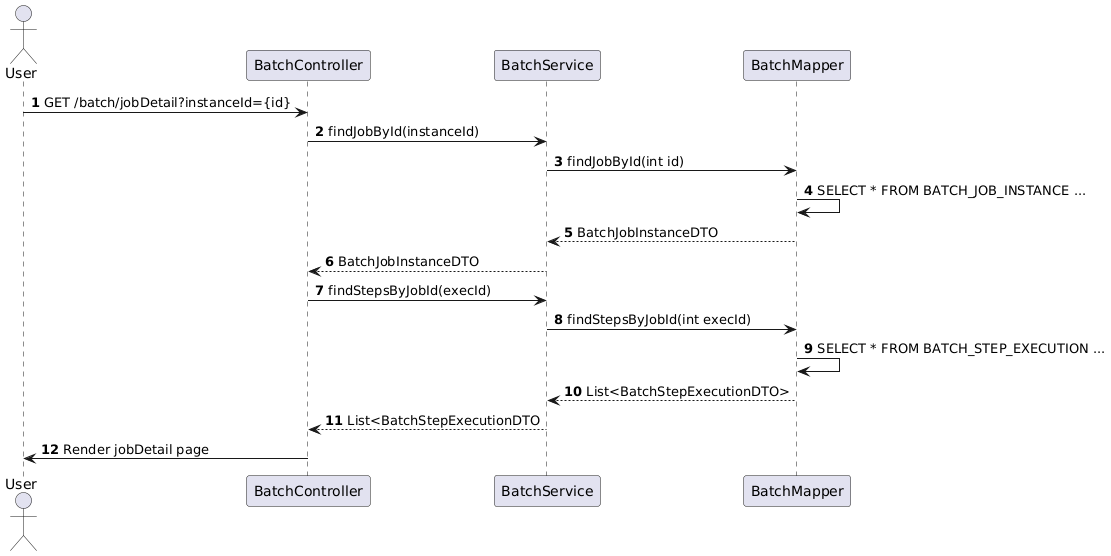 User
BatchController
BatchService
BatchMapper
1 GET /batch/jobDetail?instanceId={id}
2 findJobById(instanceId)
3 findJobById(int id)
4 SELECT * FROM BATCH_JOB_INSTANCE ...
5 BatchJobInstanceDTO
6 BatchJobInstanceDTO
7 findStepsByJobId(execId)
8 findStepsByJobId(int execId)
9 SELECT * FROM BATCH_STEP_EXECUTION ...
10 List<BatchStepExecutionDTO>
11 List<BatchStepExecutionDTO
12 Render jobDetail page
User
BatchController
BatchService
BatchMapper